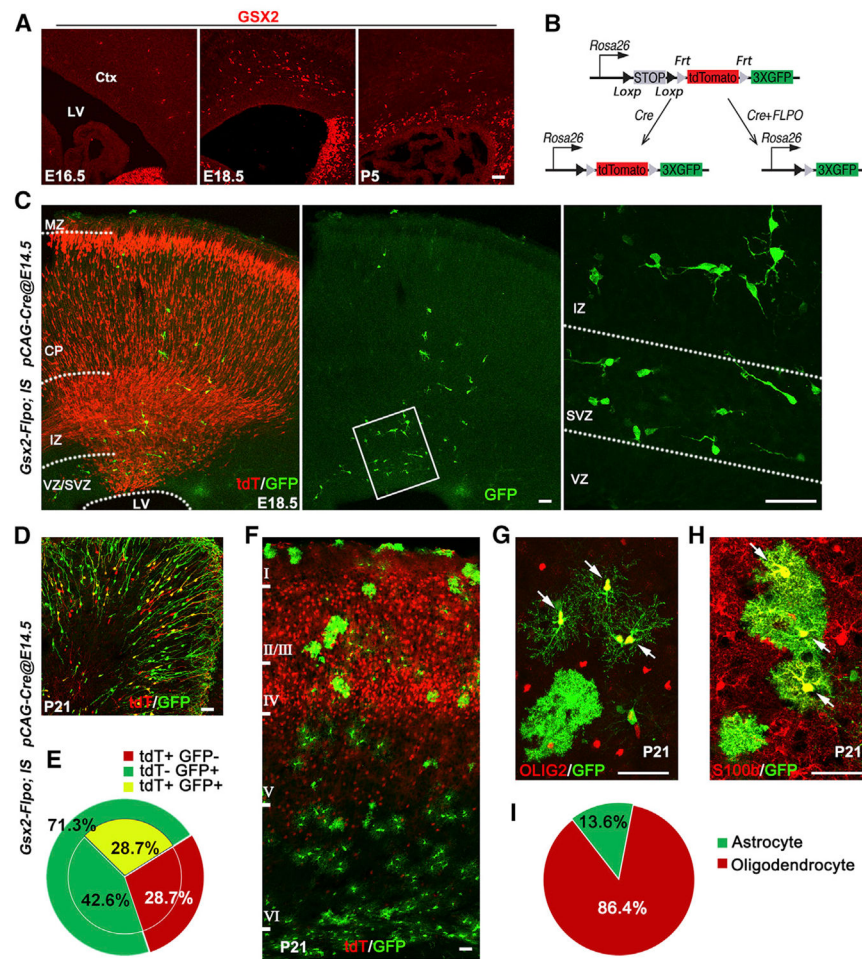 A
GSX2
Ctx
LV
E16.5
E18.5
P5
B
Rosa26
Frt
Frt
STOP
tdTomato
3XGFP
Loxp
Loxp
Cre
Cre+FLPO
Rosa26
Rosa26
tdTomato
3XGFP
3XGFP
C
Gsx2-Flpo; IS pCAG-Cre@E14.5
MZ
CP
IZ
VZ/SVZ
LV
tdT/GFP
E18.5
GFP
IZ
SVZ
VZ
D
Gsx2-Flpo; IS pCAG-Cre@E14.5
P21
tdT/GFP
E
tdT+ GFP-
tdT- GFP+
tdT+ GFP+
71.3%
28.7%
42.6%
28.7%
F
I
II/III
IV
V
VI
P21
tdT/GFP
G
P21
OLIG2/GFP
H
P21
S100b/GFP
I
13.6%
86.4%
Astrocyte
Oligodendrocyte